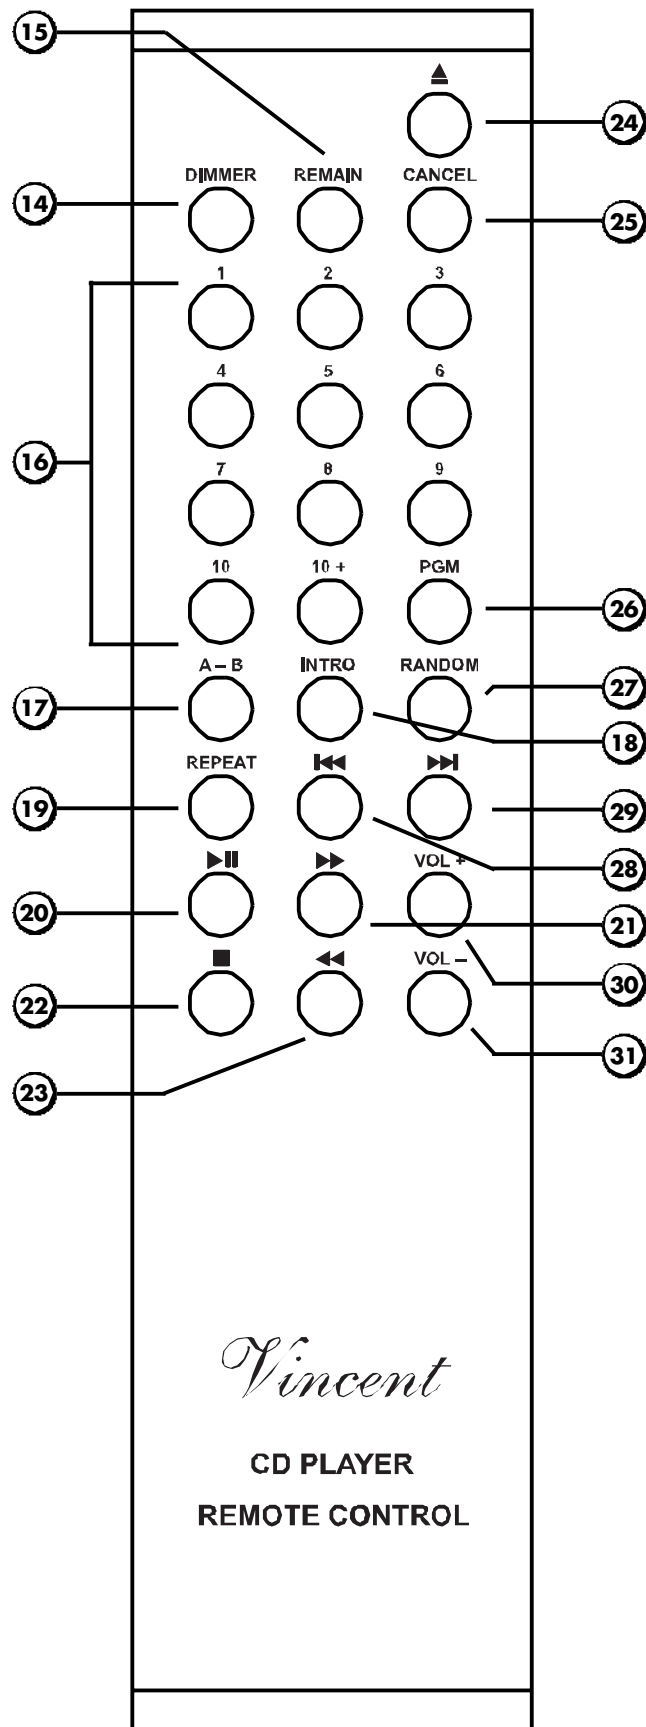 15
24
DIMMER REMAIN CANCEL
14
25
1 2 3
4 5 6
16
7 8 9
10 10 + PGM
26
A – B INTRO RANDOM
27
17
18
REPEAT
19
29
28
VOL +
20
21
VOL –
30
22
31
23
Vincent
CD PLAYER
REMOTE CONTROL